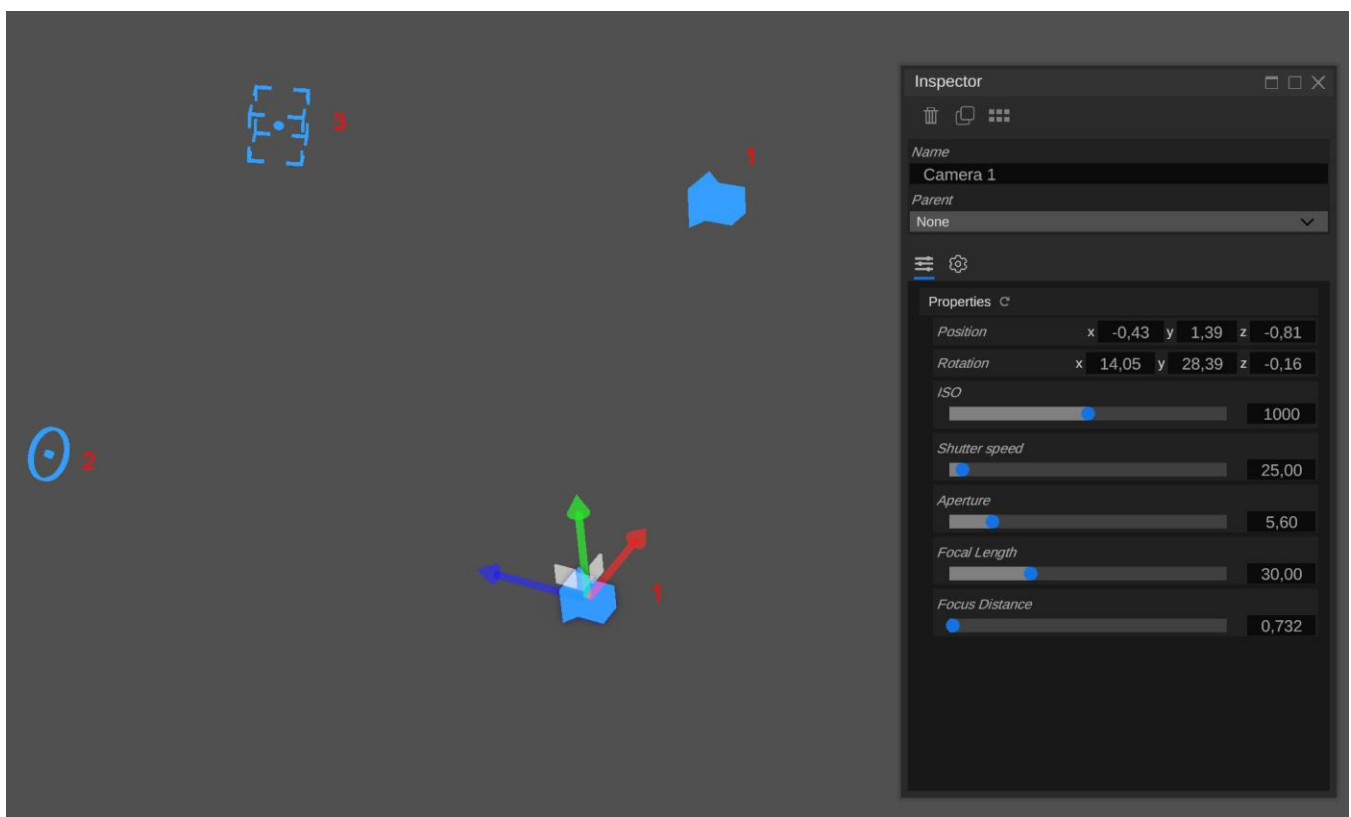 3
1
2
1
Inspector
Name
Camera 1
Parent
None
Properties
Position x -0,43 y 1,39 z -0,81
Rotation x 14,05 y 28,39 z -0,16
ISO
1000
Shutter speed
25,00
Aperture
5,60
Focal Length
30,00
Focus Distance
0,732